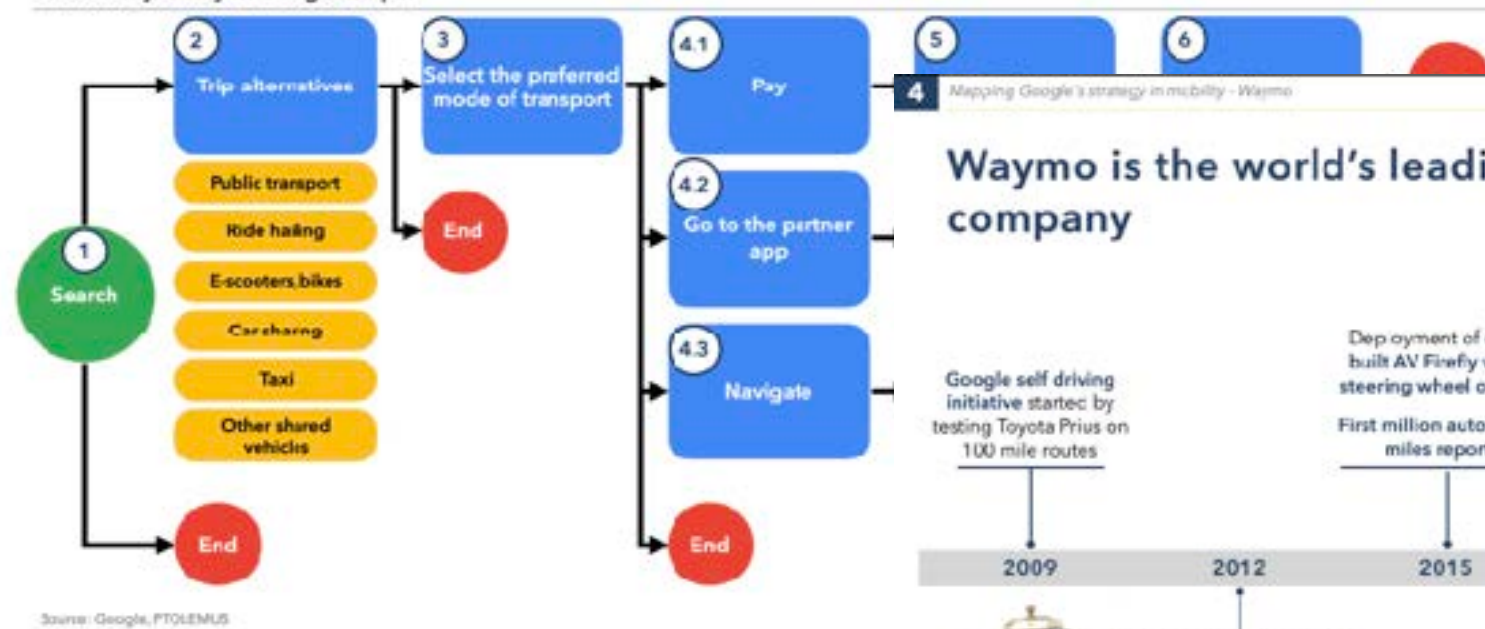 2
Trip alternatives
Public transport
Ride hailing
E-scooters,bikes
Car sharing
Taxi
Other shared
vehicles
1
Search
End
3
Select the preferred
mode of transport
End
4.1
Pay
4.2
Go to the partner
app
4.3
Navigate
End
5
6
Source: Google, PTOLEMUS
4
Mapping Google's strategy in mobility - Waymo
Waymo is the world's
company
Google self driving
initiative started by
testing Toyota Prius on
100 mile routes
Deployment of
built AV Firefly
steering wheel
First million
miles
2009
2012
2015